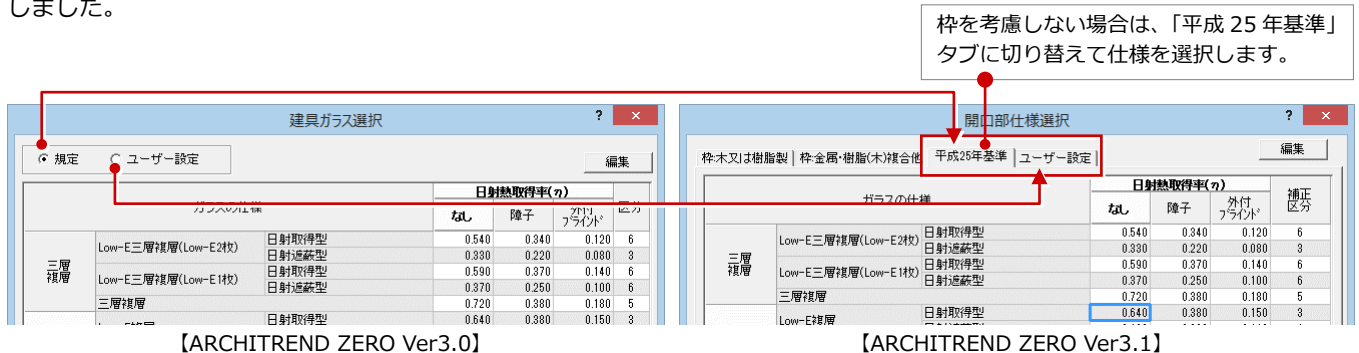 しました。
枠を考慮しない場合は、「平成 25 年基準」
タブに切り替えて仕様を選択します。
建具ガラス選択 ? ×
規定 ユーザー設定 編集
ガラスの仕様 日射熱取得率(η) 区分
なし 障子 外付ブラインド
三層複層 Low-E三層複層(Low-E2枚) 日射取得型 0.540 0.340 0.120 6
日射遮蔽型 0.330 0.220 0.080 3
Low-E三層複層(Low-E1枚) 日射取得型 0.590 0.370 0.140 6
日射遮蔽型 0.370 0.250 0.100 6
三層複層 0.720 0.380 0.180 5
日射取得型 0.640 0.380 0.150 3
【ARCHITREND ZERO Ver3.0】
開口部仕様選択 ? ×
枠:木又は樹脂製 枠:金属・樹脂(木)複合他 平成25年基準 ユーザー設定 編集
ガラスの仕様 日射熱取得率(η) 補正区分
なし 障子 外付ブラインド
三層複層 Low-E三層複層(Low-E2枚) 日射取得型 0.540 0.340 0.120 6
日射遮蔽型 0.330 0.220 0.080 3
Low-E三層複層(Low-E1枚) 日射取得型 0.590 0.370 0.140 6
日射遮蔽型 0.370 0.250 0.100 6
三層複層 0.720 0.380 0.180 5
Low-E複層 日射取得型 0.640 0.380 0.150 3
【ARCHITREND ZERO Ver3.1】